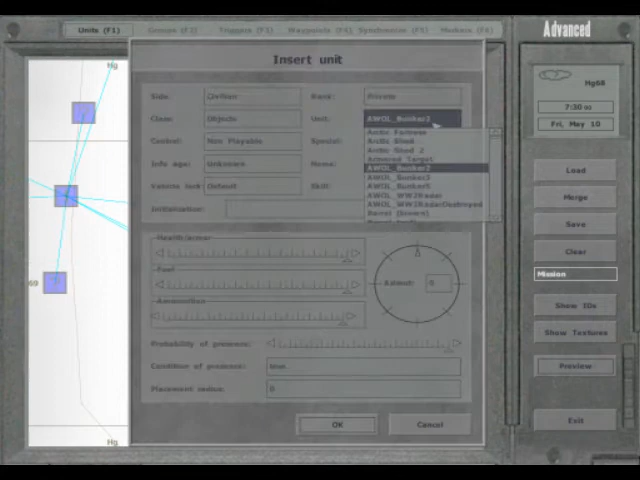 Units (F1) Groups (F2) Triggers (F3) Waypoints (F4) Synchronize (F5) Markers (F6)
Advanced
Insert unit
Side: Civilian Rank: Private
Class: Objects Unit: AWOL_Bunker2
Control: Non Playable Special:
Info age: Unknown Name:
Vehicle lock: Default Skill:
Initialization:
Arctic Fortress
Arctic Shed
Arctic Shed 2
Armored Target
AWOL_Bunker2
AWOL_Bunker3
AWOL_WW2Radar
AWOL_WW2RadarDestroyed
Health/armor
Fuel
Ammunition
Azimut: 0
Probability of presence:
Condition of presence: true
Placement radius: 0
OK Cancel
Hg
Hg
69
Hg68
7:30
Fri, May 10
Load
Merge
Save
Clear
Mission
Show IDs
Show Textures
Preview
Exit